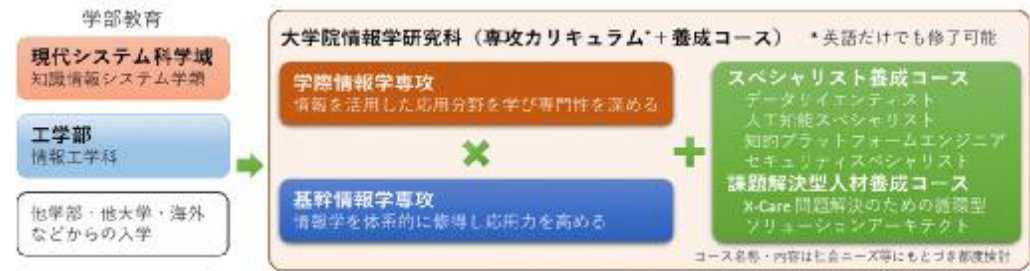 学部教育
現代システム科学域
知識情報システム学類
工学部
情報工学科
他学部・他大学・海外
などからの入学
大学院情報学研究科（専攻カリキュラム*＋養成コース） *英語だけでも修了可能
学際情報学専攻
情報を活用した応用分野を学び専門性を深める
×
基幹情報学専攻
情報学を体系的に修得し応用力を高める
+
スペシャリスト養成コース
データサイエンティスト
人工知能スペシャリスト
知的プラットフォームエンジニア
セキュリティスペシャリスト
課題解決型人材養成コース
X-Care 問題解決のための循環型
ソリューションアーキテクト
コース名称・内容は社会ニーズ等にもとづき都度検討